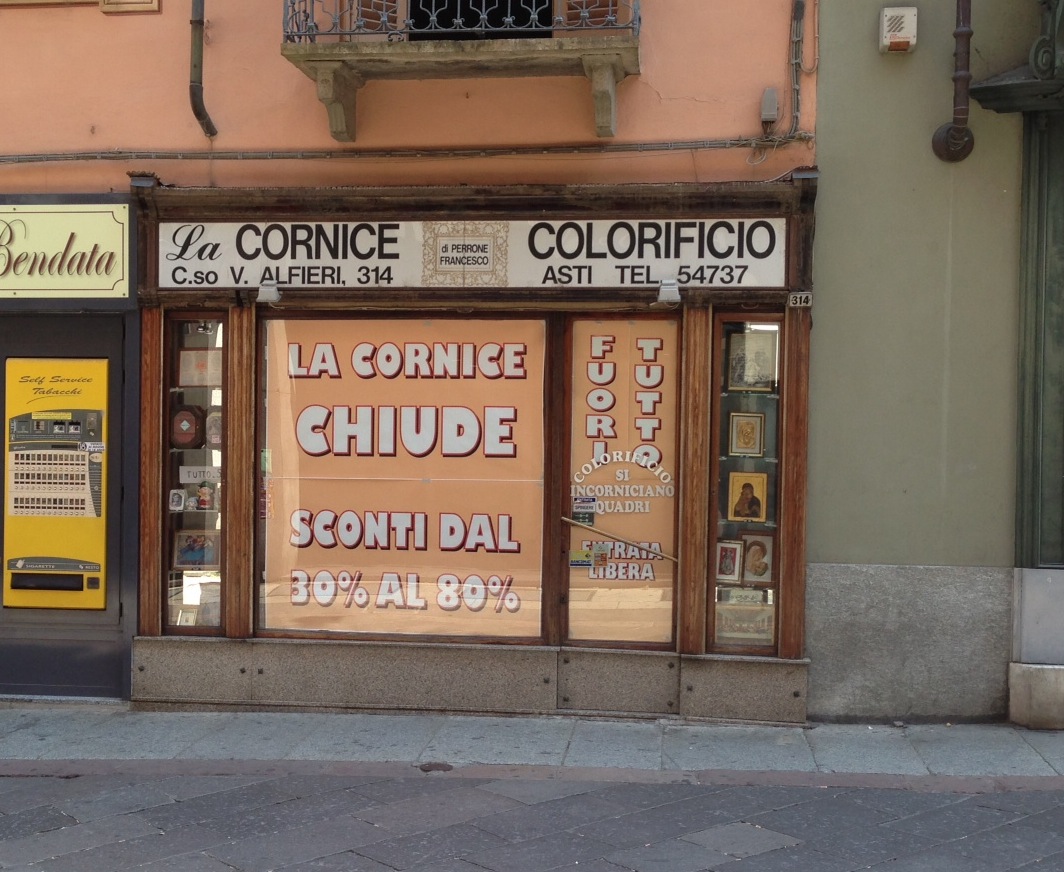 La CORNICE
di PERRONE
FRANCESCO
COLORIFICIO
C.so V. ALFIERI, 314
ASTI TEL. 54737
314
Bendata
Self Service
Tabacchi
LA CORNICE
CHIUDE
SCONTI DAL
30% AL 80%
FUORI
TUTTO
COLORIFICIO
SI
INCORNICIANO
QUADRI
ENTRATA
LIBERA
TUTTO